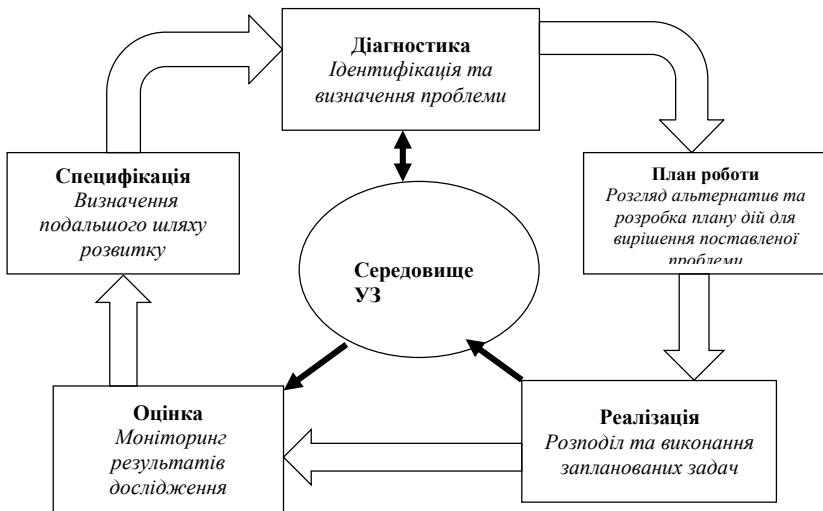 Діагностика
Ідентифікація та
визначення проблеми
Специфікація
Визначення
подальшого шляху
розвитку
План роботи
Розгляд альтернатив та
розробка плану дій для
вирішення поставленої
проблеми
Середовище
УЗ
Оцінка
Моніторинг
результатів
дослідження
Реалізація
Розподіл та виконання
запланованих задач